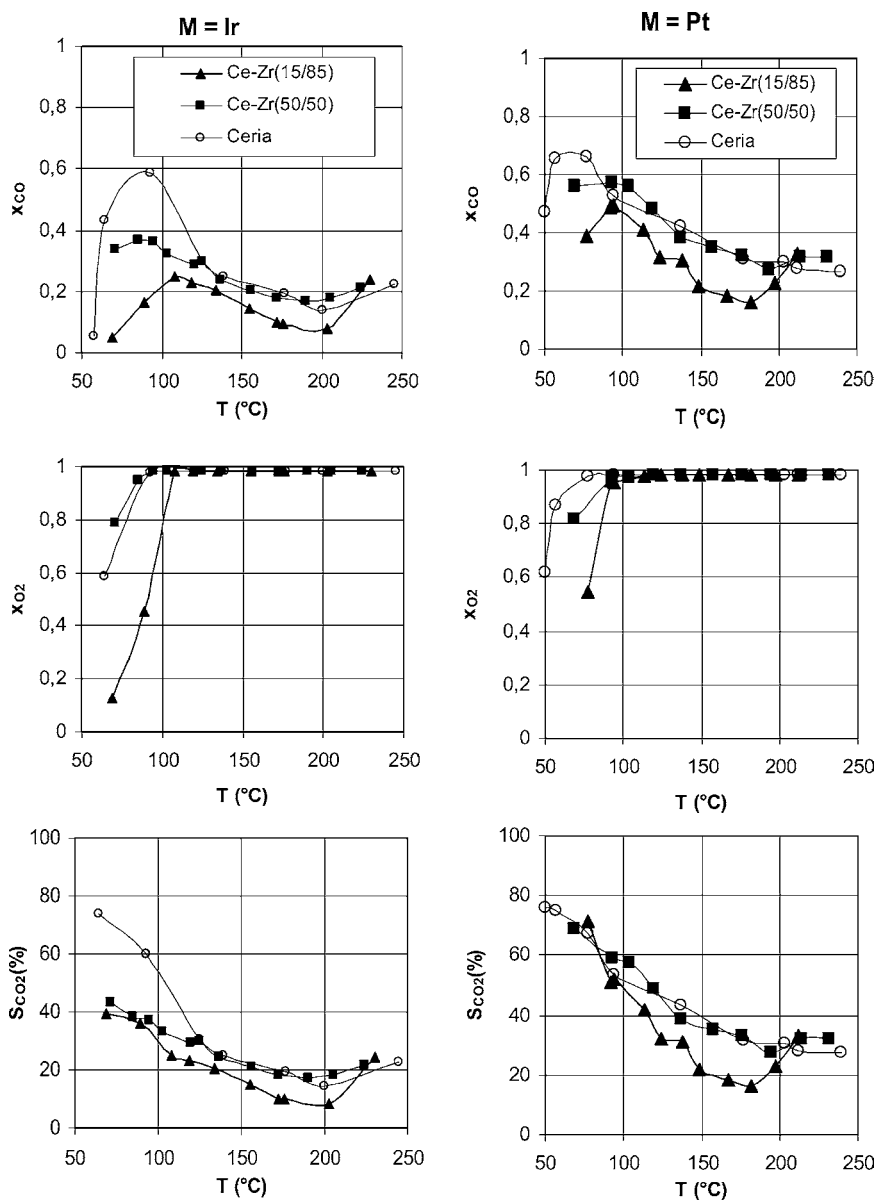 M = Ir
1
0,8
0,6
0,4
0,2
0
xCO
Ce-Zr(15/85)
Ce-Zr(50/50)
Ceria
50 100 150 200 250
T (°C)
M = Pt
1
0,8
0,6
0,4
0,2
0
xCO
Ce-Zr(15/85)
Ce-Zr(50/50)
Ceria
50 100 150 200 250
T (°C)
1
0,8
0,6
0,4
0,2
0
xO2
50 100 150 200 250
T (°C)
1
0,8
0,6
0,4
0,2
0
xO2
50 100 150 200 250
T (°C)
100
80
60
40
20
0
SCO2(%)
50 100 150 200 250
T (°C)
100
80
60
40
20
0
SCO2(%)
50 100 150 200 250
T (°C)